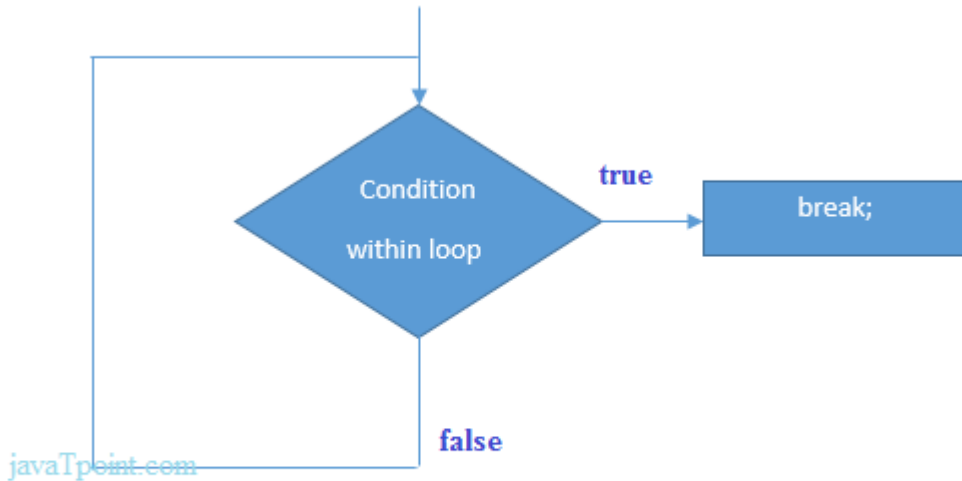 Condition
within loop
true
break;
false
javaTpoint.com